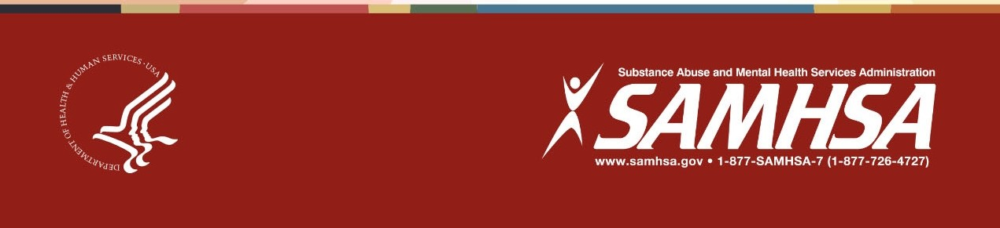 DEPARTMENT OF HEALTH & HUMAN SERVICES · USA
Substance Abuse and Mental Health Services Administration
SAMHSA
www.samhsa.gov • 1-877-SAMHSA-7 (1-877-726-4727)